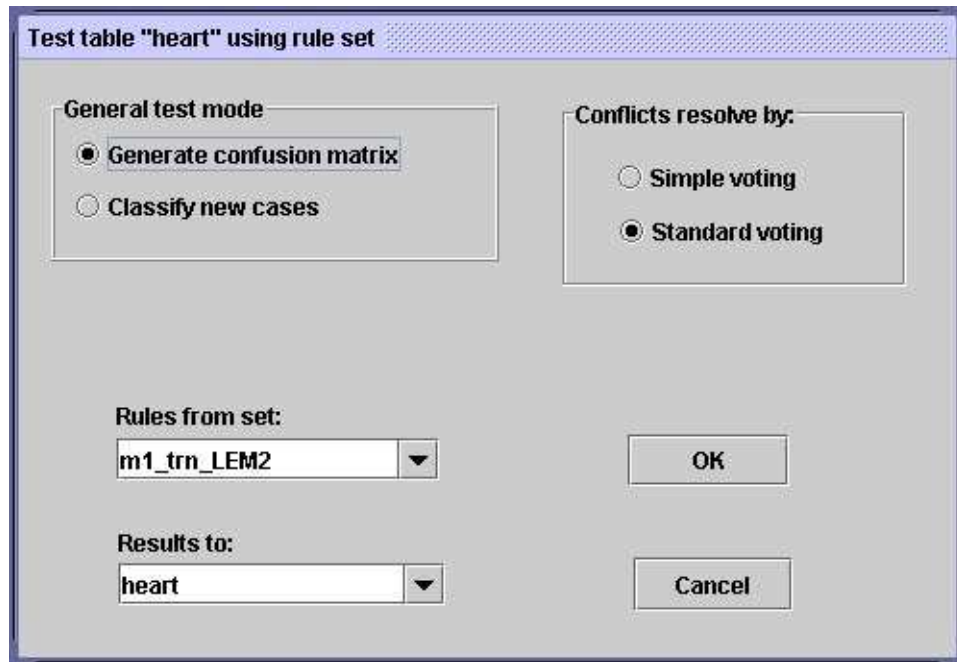 Test table "heart" using rule set
General test mode
Generate confusion matrix
Classify new cases
Conflicts resolve by:
Simple voting
Standard voting
Rules from set:
m1_trn_LEM2
OK
Results to:
heart
Cancel